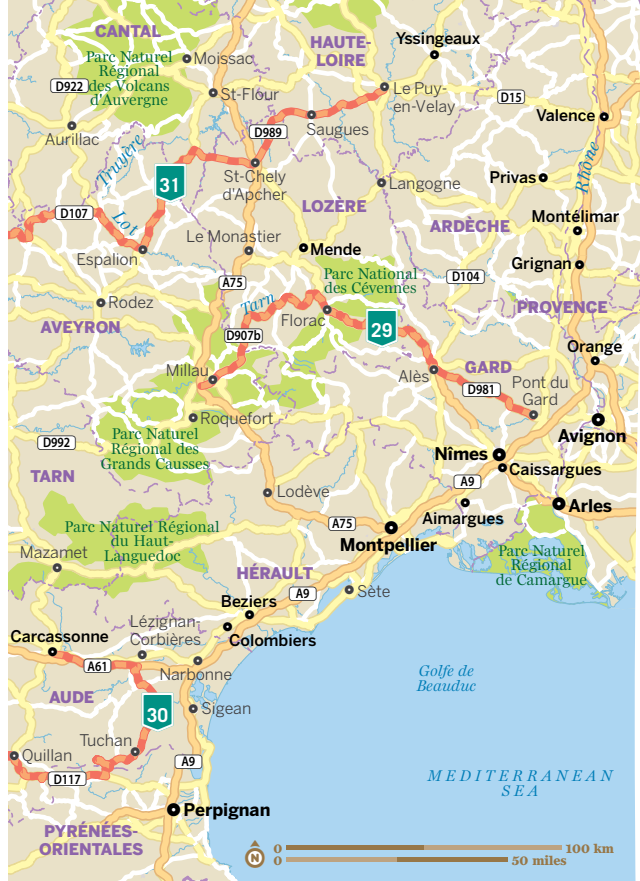 CANTAL
Parc Naturel
Régional
des Volcans
d'Auvergne
Moissac
HAUTE-
LOIRE
Yssingeaux
D922
St-Flour
Le Puy-
en-Velay
D15
Valence
Aurillac
D989
Saugues
Truyère
31
St-Chely
d'Apcher
Langogne
Privas
Rhône
LOZÈRE
ARDÈCHE
Montélimar
D107
Lot
Espalion
Le Monastier
Mende
Grignan
A75
Parc National
des Cévennes
D104
Rodez
Tarn
Florac
PROVENCE
AVEYRON
D907b
29
Orange
Millau
Alès
GARD
D981
Pont du
Gard
Roquefort
Avignon
D992
Parc Naturel
Régional des
Grands Causses
Nîmes
Caissargues
TARN
A9
Lodève
Arles
Aimargues
Parc Naturel Régional
du Haut-
Languedoc
A75
Montpellier
Mazamet
Parc Naturel
Régional
de Camargue
HÉRAULT
A9
Sète
Beziers
Lézignan-
Corbières
Colombiers
Carcassonne
A61
Narbonne
Golfe de
Beauduc
AUDE
30
Sigean
Tuchan
Quillan
A9
D117
MEDITERRANEAN
SEA
Perpignan
PYRÉNÉES-
ORIENTALES
N
0 100 km
0 50 miles